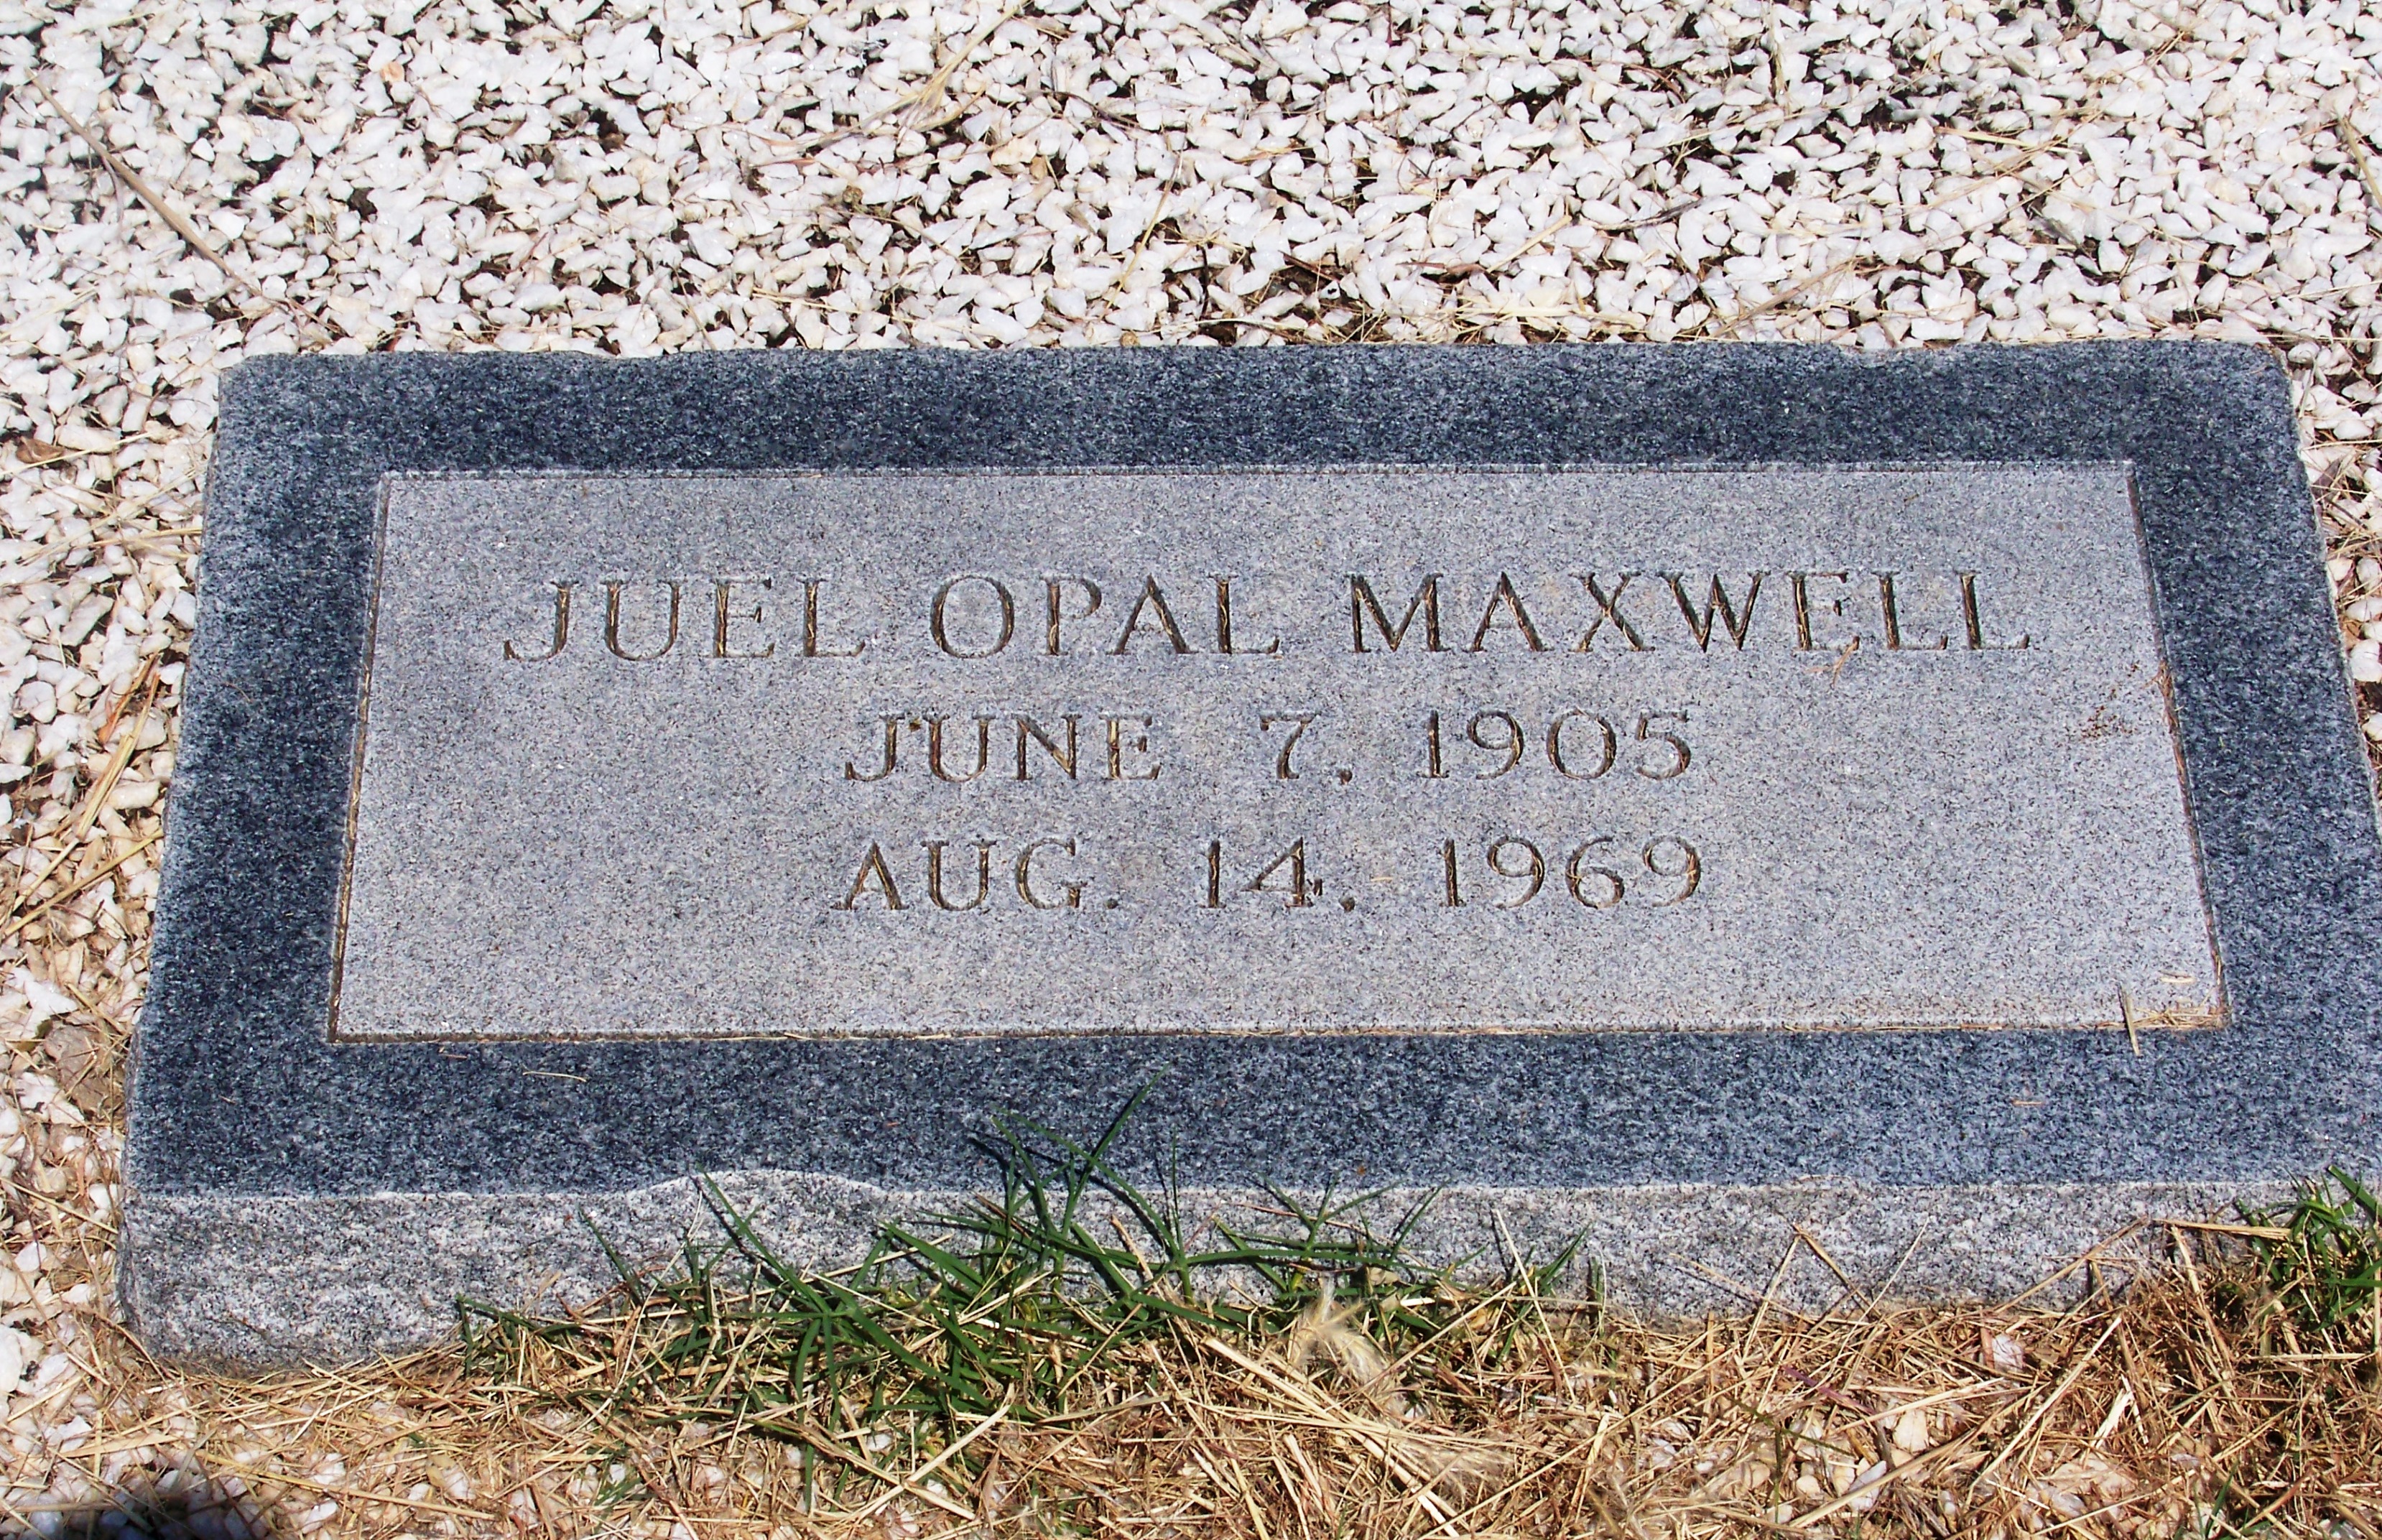 JUEL OPAL MAXWELL
JUNE 7, 1905
AUG. 14, 1969